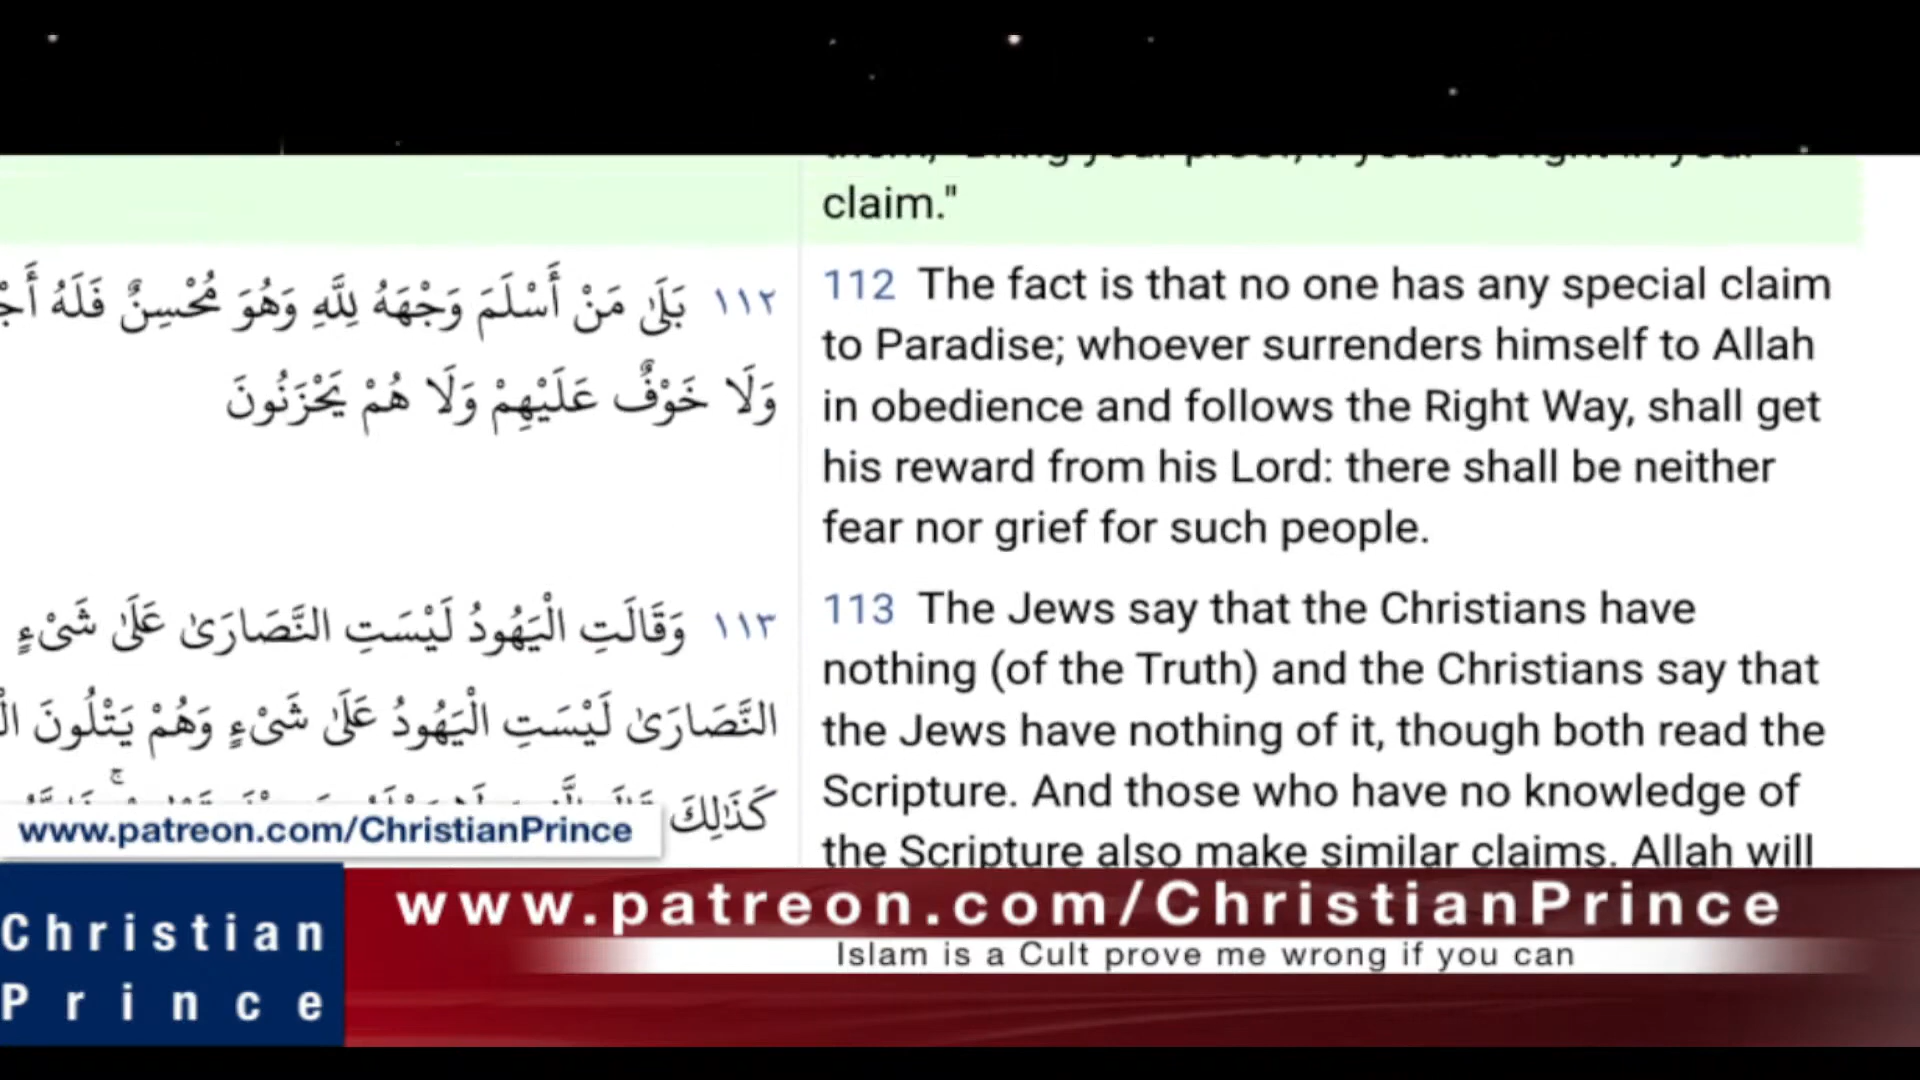 claim."
١١٢ بَلَىٰ مَنْ أَسْلَمَ وَجْهَهُ لِلَّهِ وَهُوَ مُحْسِنٌ فَلَهُ
وَلَا خَوْفٌ عَلَيْهِمْ وَلَا هُمْ يَحْزَنُونَ
112 The fact is that no one has any special claim
to Paradise; whoever surrenders himself to Allah
in obedience and follows the Right Way, shall get
his reward from his Lord: there shall be neither
fear nor grief for such people.
١١٣ وَقَالَتِ الْيَهُودُ لَيْسَتِ النَّصَارَىٰ عَلَىٰ شَيْءٍ
النَّصَارَىٰ لَيْسَتِ الْيَهُودُ عَلَىٰ شَيْءٍ وَهُمْ يَتْلُونَ
كَذَٰلِكَ
113 The Jews say that the Christians have
nothing (of the Truth) and the Christians say that
the Jews have nothing of it, though both read the
Scripture. And those who have no knowledge of
the Scripture also make similar claims. Allah will
www.patreon.com/ChristianPrince
Christian
Prince
www.patreon.com/ChristianPrince
Islam is a Cult prove me wrong if you can